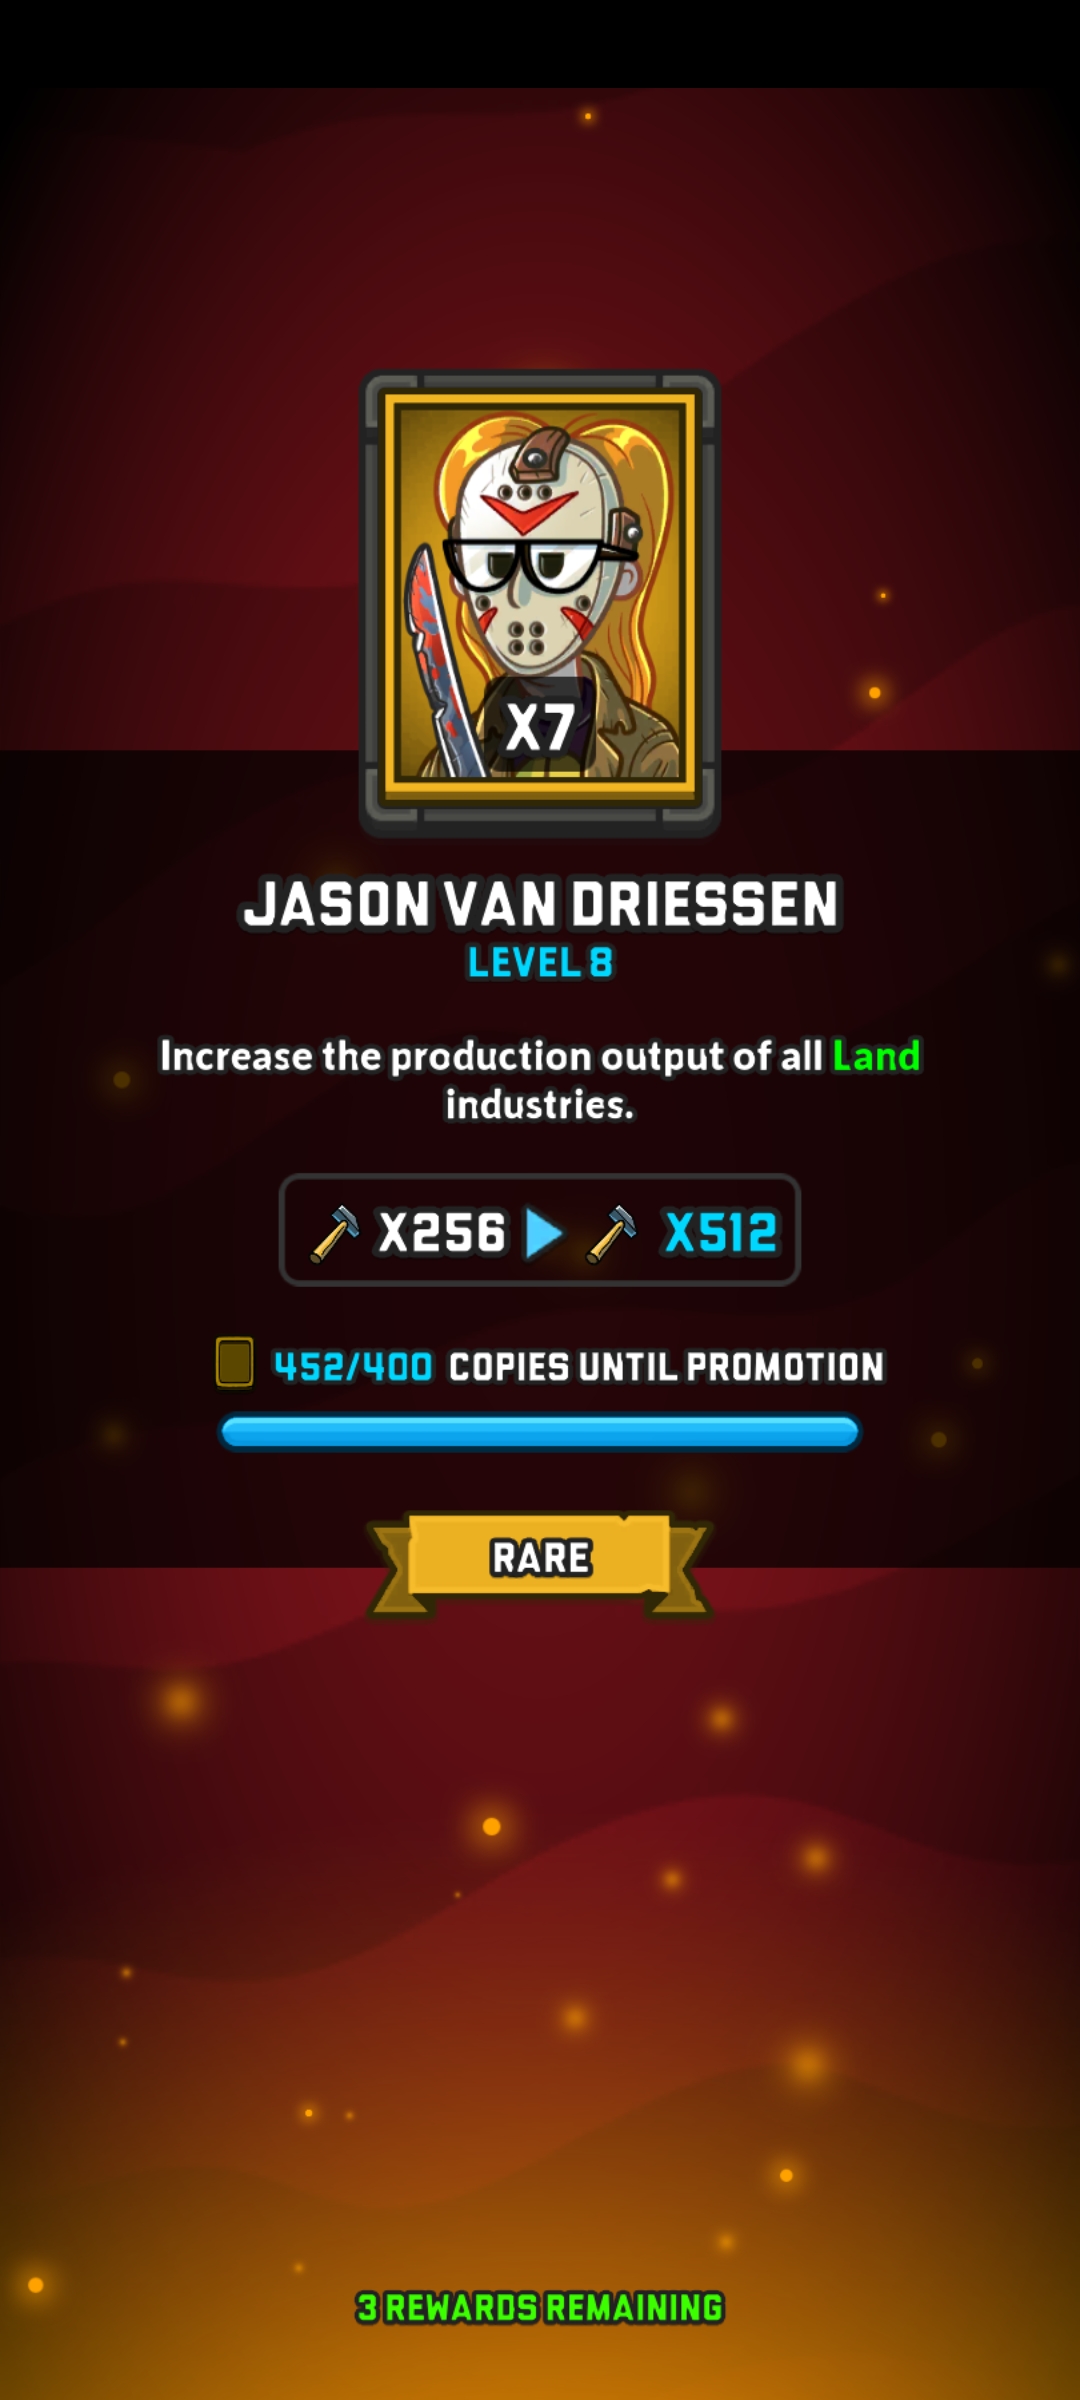 X7
JASON VAN DRIESSEN
LEVEL 8
Increase the production output of all Land
industries.
X256 X512
452/400 COPIES UNTIL PROMOTION
RARE
3 REWARDS REMAINING